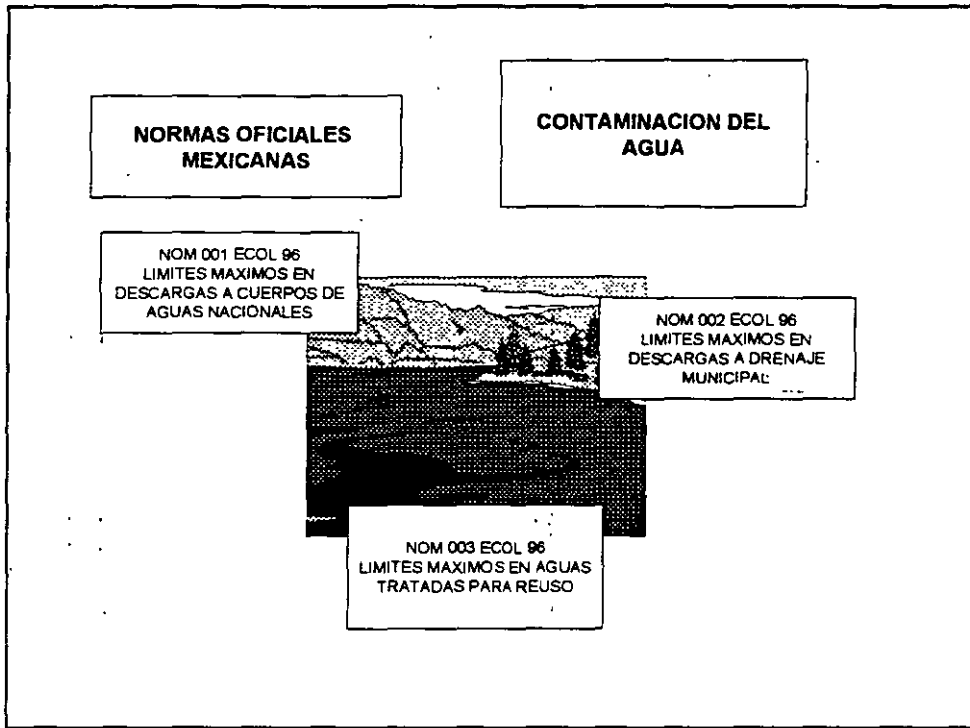 NORMAS OFICIALES
MEXICANAS
CONTAMINACION DEL
AGUA
NOM 001 ECOL 96
LIMITES MAXIMOS EN
DESCARGAS A CUERPOS DE
AGUAS NACIONALES
NOM 002 ECOL 96
LIMITES MAXIMOS EN
DESCARGAS A DRENAJE
MUNICIPAL
NOM 003 ECOL 96
LIMITES MAXIMOS EN AGUAS
TRATADAS PARA REUSO